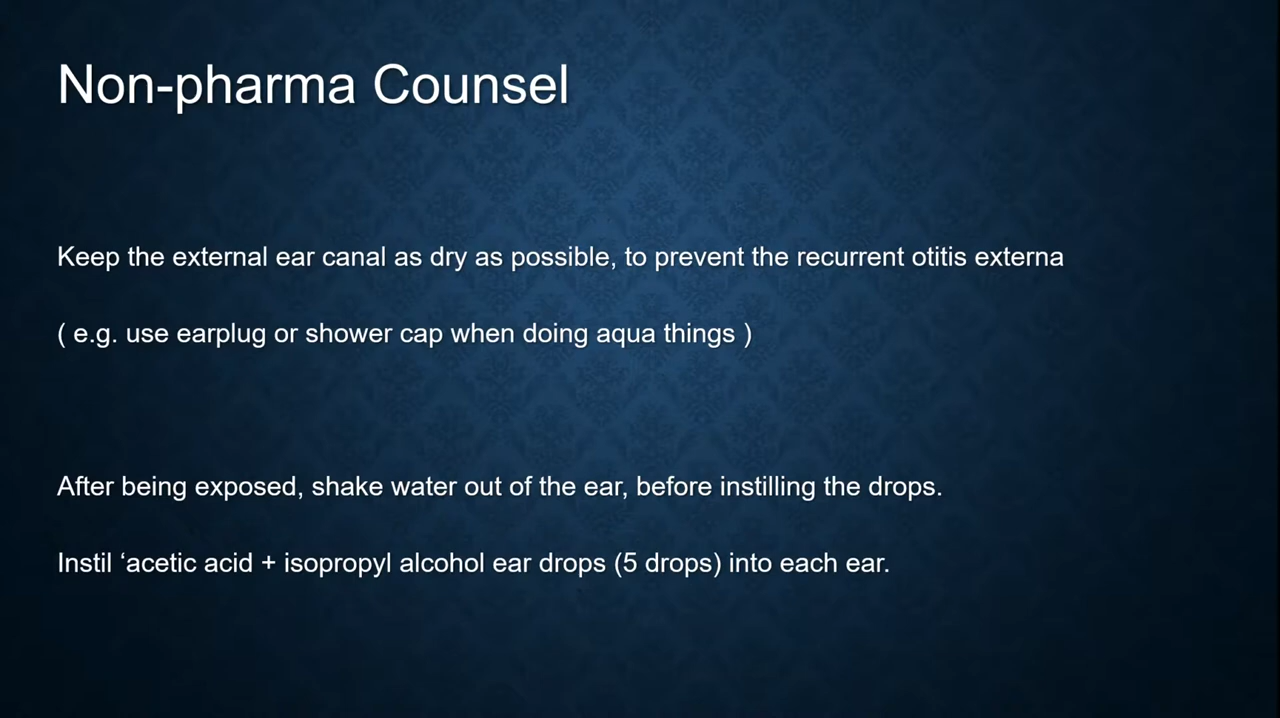 Non-pharma Counsel
Keep the external ear canal as dry as possible, to prevent the recurrent otitis externa
( e.g. use earplug or shower cap when doing aqua things )
After being exposed, shake water out of the ear, before instilling the drops.
Instil ‘acetic acid + isopropyl alcohol ear drops (5 drops) into each ear.